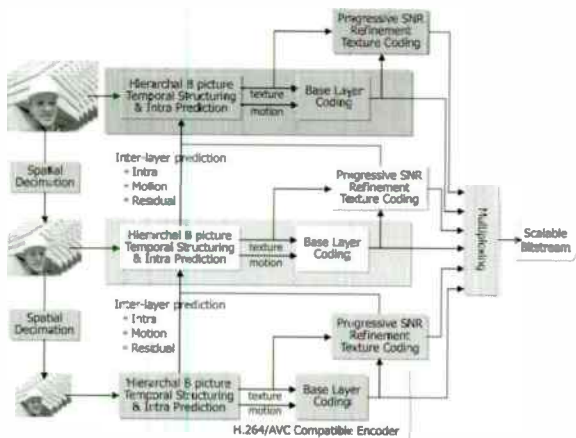 Progressive SNR
Refinement
Texture Coding
Hierarchal B picture
Temporal Structuring
& Intra Prediction
texture
motion
Base Layer
Coding
Spatial
Decimation
Inter-layer prediction
• Intra
• Motion
• Residual
Progressive SNR
Refinement
Texture Coding
Hierarchal B picture
Temporal Structuring
& Intra Prediction
texture
motion
Base Layer
Coding
Multiplexing
Scalable
Bitstream
Spatial
Decimation
Inter-layer prediction
• Intra
• Motion
• Residual
Progressive SNR
Refinement
Texture Coding
Hierarchal B picture
Temporal Structuring
& Intra Prediction
texture
motion
Base Layer
Coding
H.264/AVC Compatible Encoder